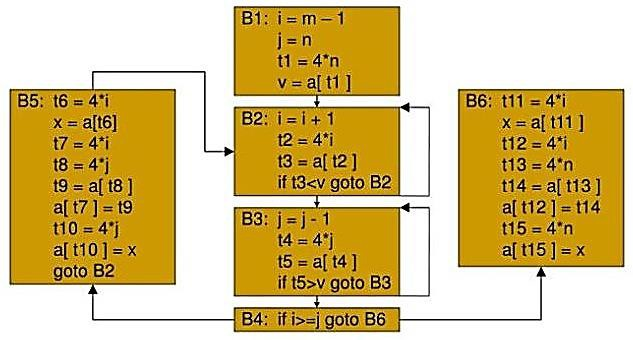 B1: i = m – 1
j = n
t1 = 4*n
v = a[ t1 ]
B5: t6 = 4*i
x = a[t6]
t7 = 4*i
t8 = 4*j
t9 = a[ t8 ]
a[ t7 ] = t9
t10 = 4*j
a[ t10 ] = x
goto B2
B2: i = i + 1
t2 = 4*i
t3 = a[ t2 ]
if t3<v goto B2
B3: j = j - 1
t4 = 4*j
t5 = a[ t4 ]
if t5>v goto B3
B4: if i>=j goto B6
B6: t11 = 4*i
x = a[ t11 ]
t12 = 4*i
t13 = 4*n
t14 = a[ t13 ]
a[ t12 ] = t14
t15 = 4*n
a[ t15 ] = x